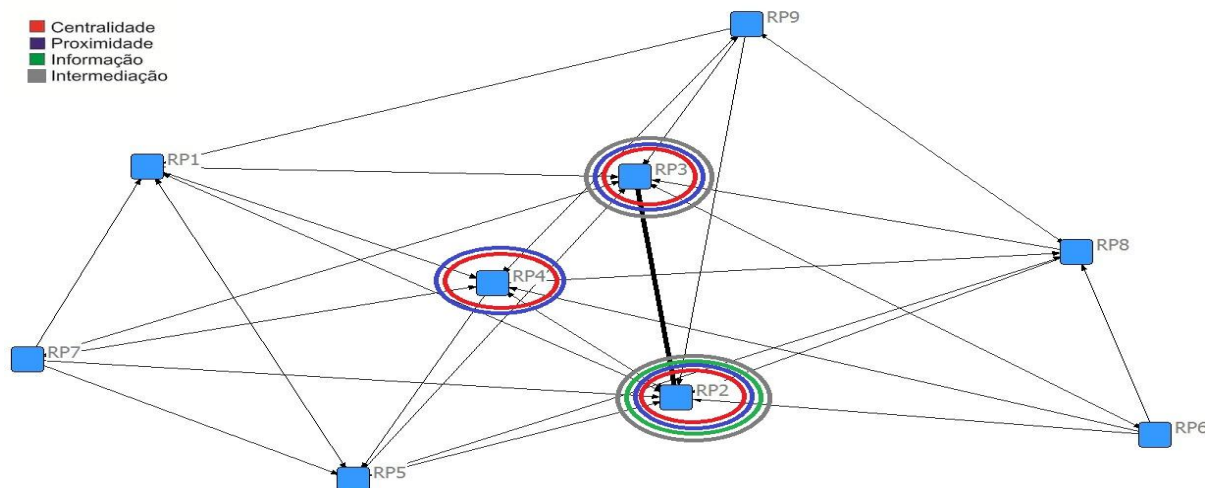 Centralidade
Proximidade
Informação
Intermediação
RP9
RP1
RP3
RP8
RP4
RP7
RP2
RP6
RP5